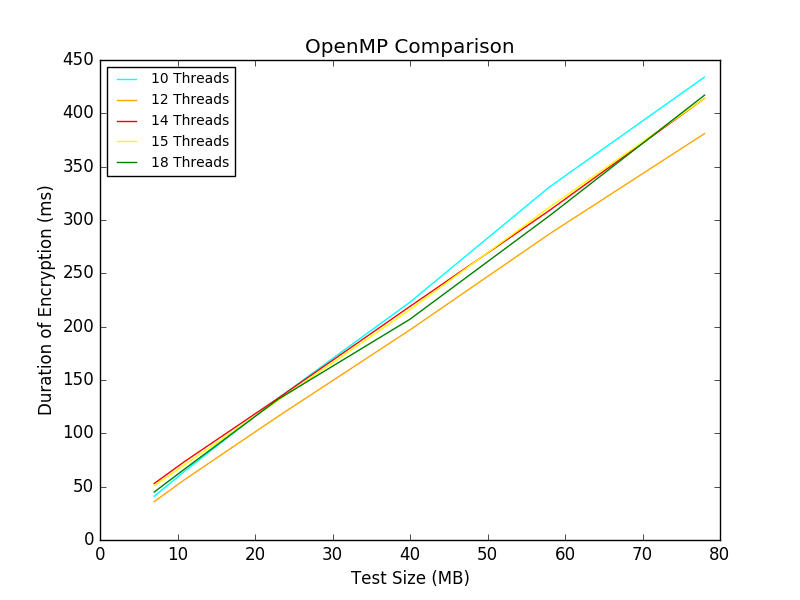 OpenMP Comparison
450
400
350
300
250
200
150
100
50
0
10 Threads
12 Threads
14 Threads
15 Threads
18 Threads
Duration of Encryption (ms)
0 10 20 30 40 50 60 70 80
Test Size (MB)